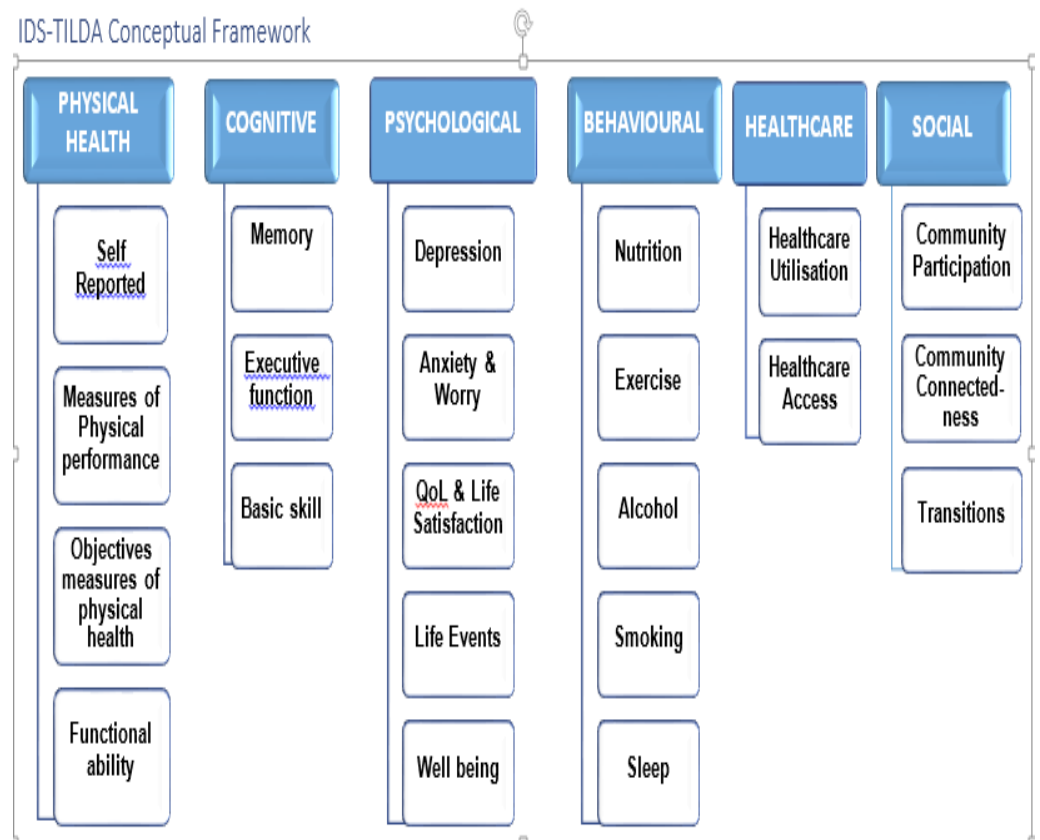 IDS-TILDA Conceptual Framework
PHYSICAL
HEALTH
Self
Reported
Measures of
Physical
performance
Objectives
measures of
physical
health
Functional
ability
COGNITIVE
Memory
Executive
function
Basic skill
PSYCHOLOGICAL
Depression
Anxiety &
Worry
QoL & Life
Satisfaction
Life Events
Well being
BEHAVIOURAL
Nutrition
Exercise
Alcohol
Smoking
Sleep
HEALTHCARE
Healthcare
Utilisation
Healthcare
Access
SOCIAL
Community
Participation
Community
Connected-
ness
Transitions